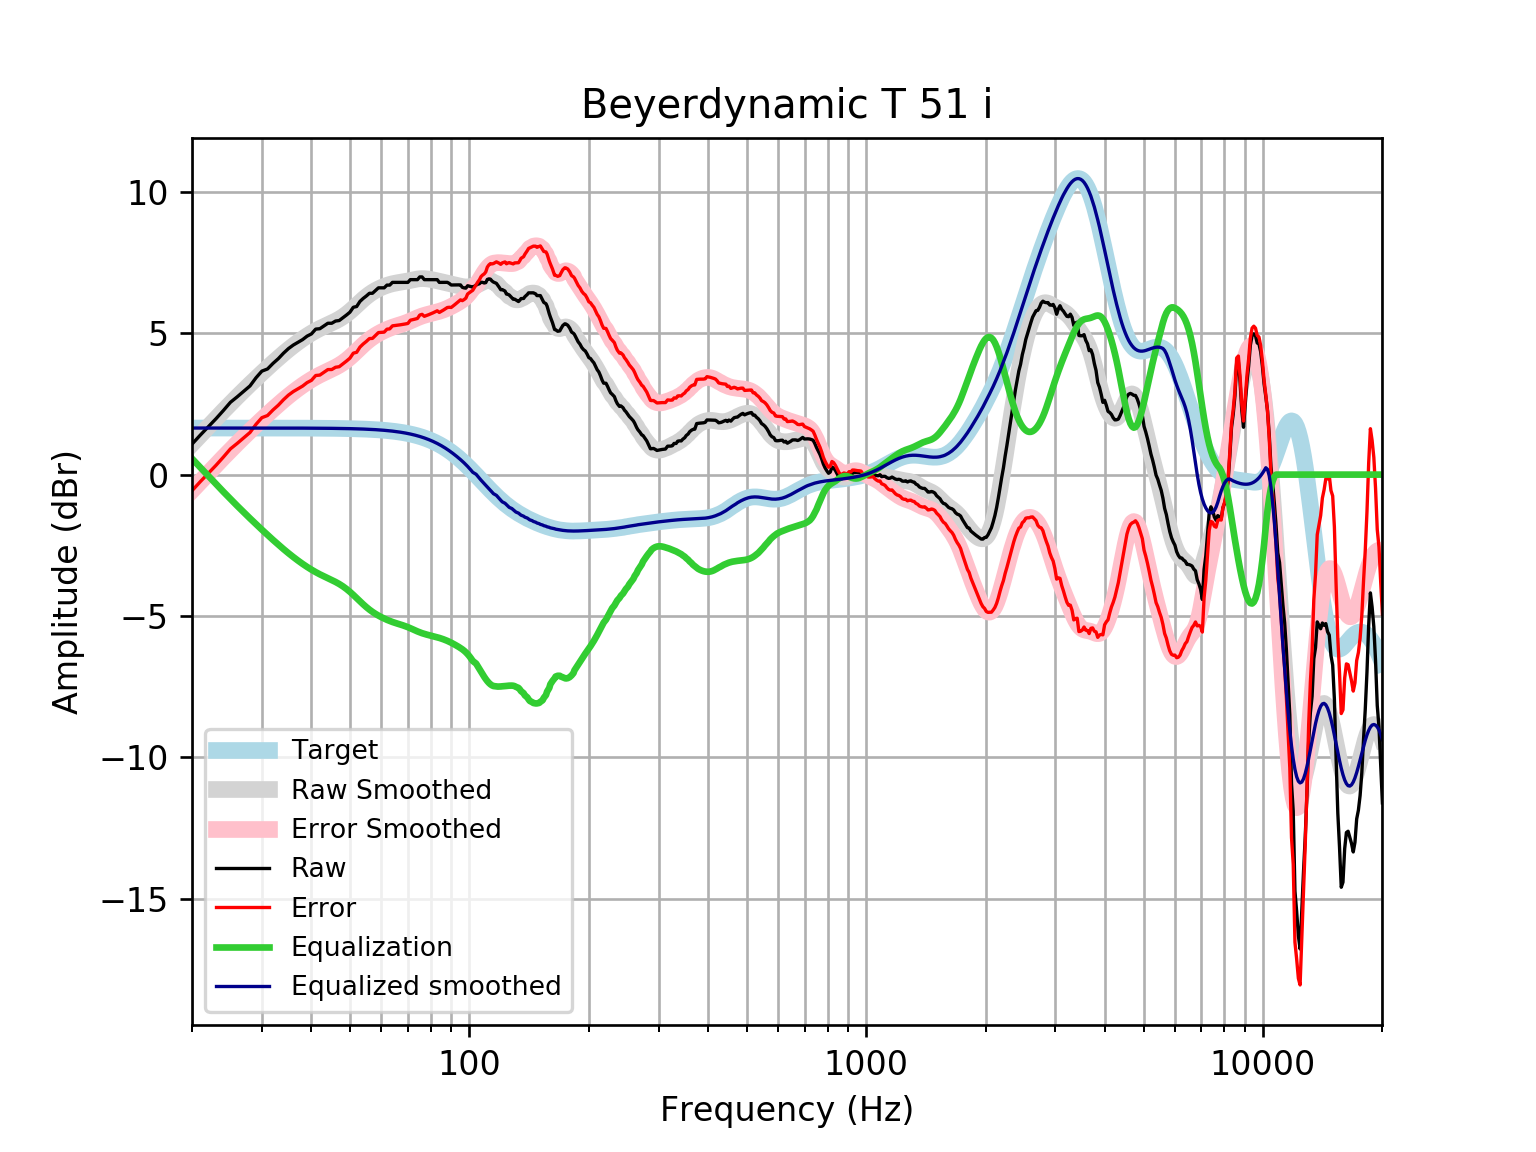 Beyerdynamic T 51 i
10
5
0
−5
−10
−15
Amplitude (dBr)
Target
Raw Smoothed
Error Smoothed
Raw
Error
Equalization
Equalized smoothed
100
1000
10000
Frequency (Hz)